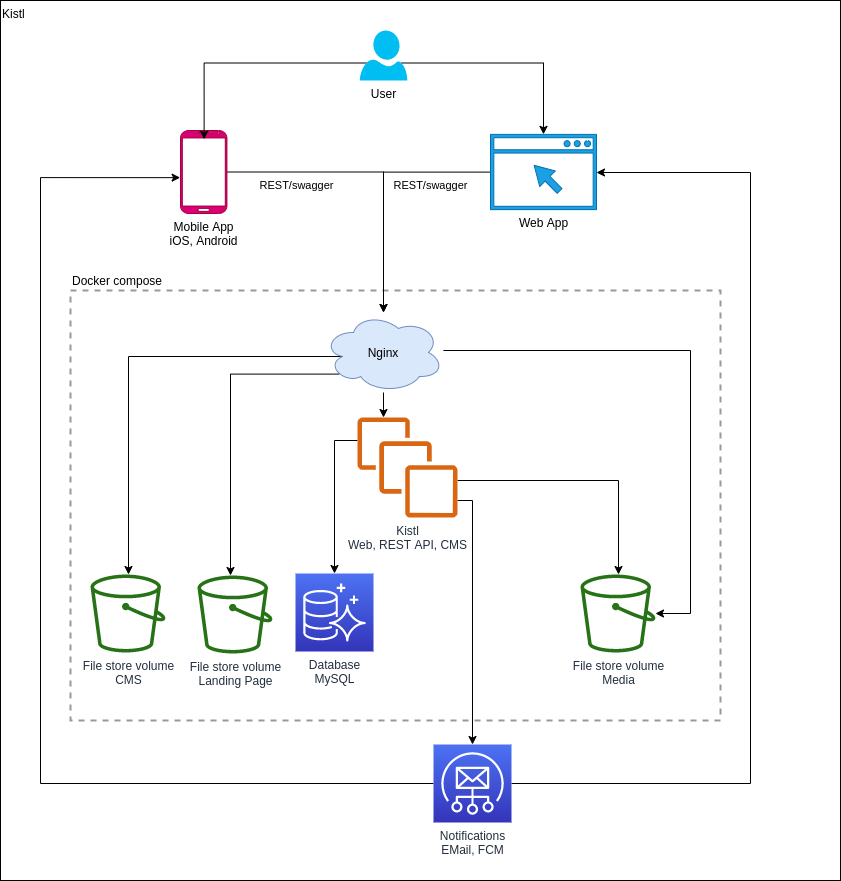 Kistl
User
REST/swagger
REST/swagger
Mobile App
iOS, Android
Web App
Docker compose
Nginx
Kistl
Web, REST API, CMS
File store volume
CMS
File store volume
Landing Page
Database
MySQL
File store volume
Media
Notifications
EMail, FCM